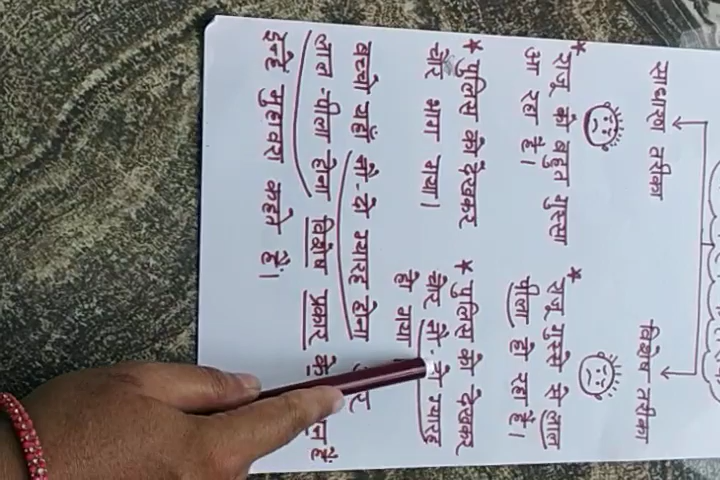 साधारण तरीका
विशेष तरीका
* राजू को बहुत गुस्सा
आ रहा है।
* राजू गुस्से से लाल
पीला हो रहा है।
* पुलिस को देखकर
चोर भाग गया।
* पुलिस को देखकर
चोर नौ-दो ग्यारह
हो गया
बच्चो यहाँ नौ-दो ग्यारह होना
लाल पीला होना विशेष प्रकार के
इन्हें मुहावरा कहते हैं।